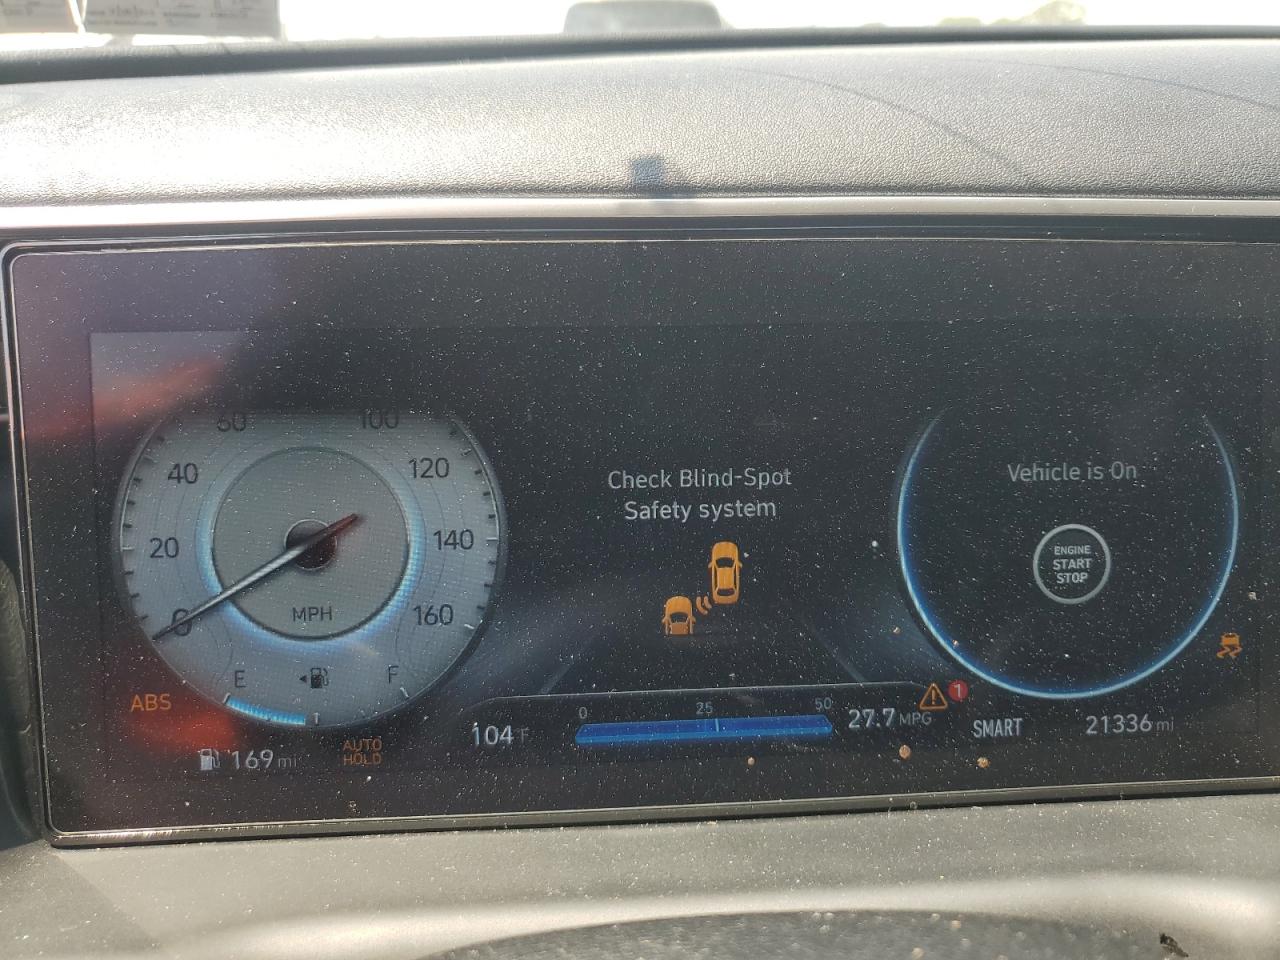 60 100
40 120
20 140
0 160
MPH
E F
ABS
169 mi
AUTO
HOLD
Check Blind-Spot
Safety system
0 25 50
104°F
27.7 MPG
1
Vehicle is On
ENGINE
START
STOP
SMART
21336 mi